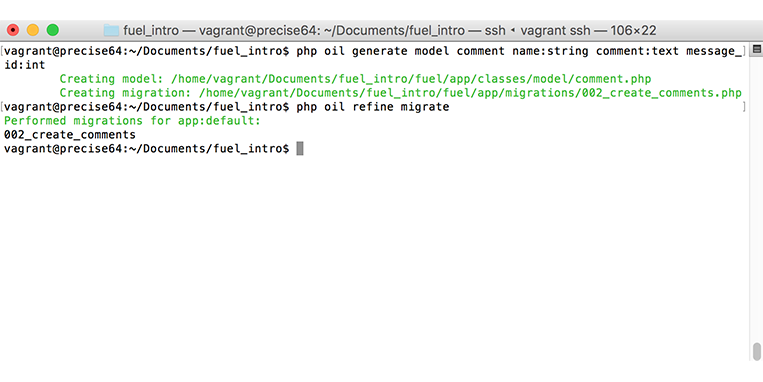 fuel_intro — vagrant@precise64: ~/Documents/fuel_intro — ssh ◂ vagrant ssh — 106×22
[vagrant@precise64:~/Documents/fuel_intro$ php oil generate model comment name:string comment:text message_]
id:int
Creating model: /home/vagrant/Documents/fuel_intro/fuel/app/classes/model/comment.php
Creating migration: /home/vagrant/Documents/fuel_intro/fuel/app/migrations/002_create_comments.php
[vagrant@precise64:~/Documents/fuel_intro$ php oil refine migrate ]
Performed migrations for app:default:
002_create_comments
vagrant@precise64:~/Documents/fuel_intro$